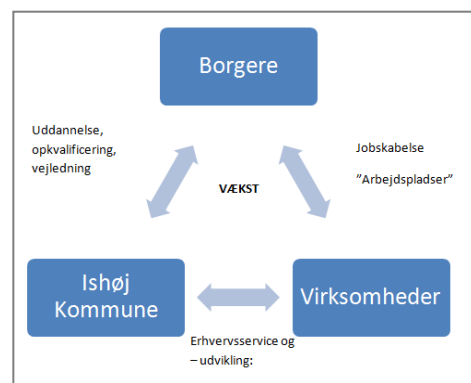 Borgere
Uddannelse,
opkvalificering,
vejledning
Jobskabelse
”Arbejdspladser”
VÆKST
Ishøj
Kommune
Virksomheder
Erhvervsservice og
– udvikling: